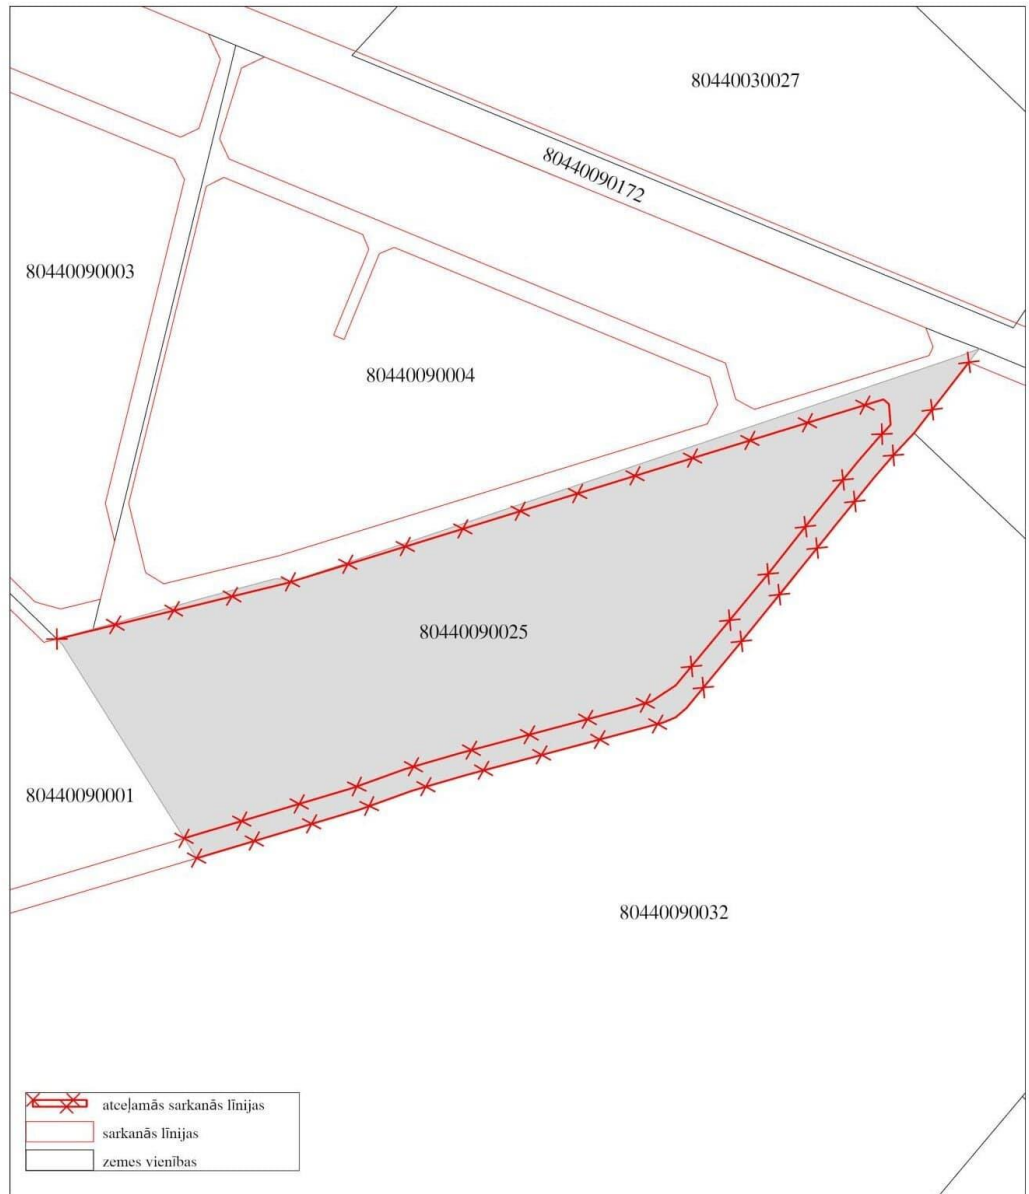 80440030027
80440090172
80440090003
80440090004
80440090025
80440090001
80440090032
atceļamās sarkanās līnijas
sarkanās līnijas
zemes vienības